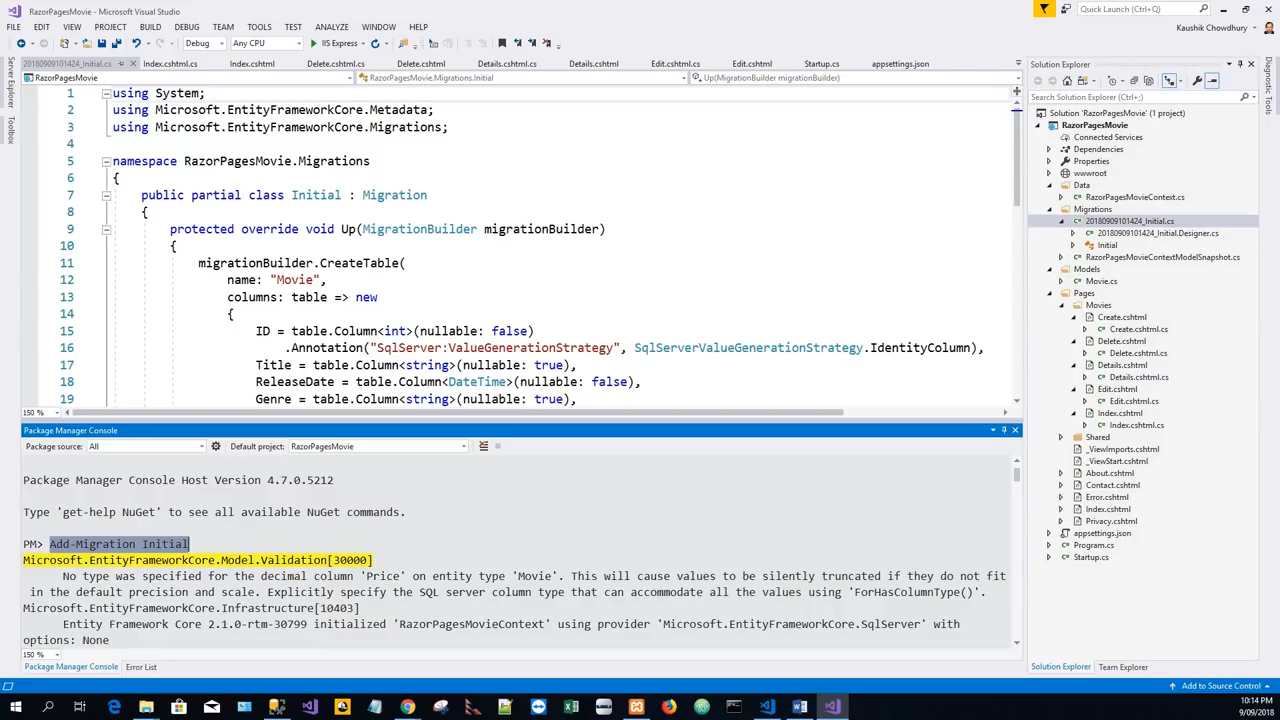 RazorPagesMovie - Microsoft Visual Studio
Quick Launch (Ctrl+Q)
FILE EDIT VIEW PROJECT BUILD DEBUG TEAM TOOLS TEST ANALYZE WINDOW HELP
Kaushik Chowdhury
Debug Any CPU IIS Express
20180909101424_Initial.cs Index.cshtml.cs Index.cshtml Delete.cshtml.cs Delete.cshtml Details.cshtml.cs Edit.cshtml.cs Edit.cshtml Startup.cs appsettings.json
RazorPagesMovie RazorPagesMovie.Migrations.Initial Up(MigrationBuilder migrationBuilder)
1 using System;
2 using Microsoft.EntityFrameworkCore.Metadata;
3 using Microsoft.EntityFrameworkCore.Migrations;
4
5 namespace RazorPagesMovie.Migrations
6 {
7 public partial class Initial : Migration
8 {
9 protected override void Up(MigrationBuilder migrationBuilder)
10 {
11 migrationBuilder.CreateTable(
12 name: "Movie",
13 columns: table => new
14 {
15 ID = table.Column<int>(nullable: false)
16 .Annotation("SqlServer:ValueGenerationStrategy", SqlServerValueGenerationStrategy.IdentityColumn),
17 Title = table.Column<string>(nullable: true),
18 ReleaseDate = table.Column<DateTime>(nullable: false),
19 Genre = table.Column<string>(nullable: true),
150 %
Package Manager Console
Package source: All Default project: RazorPagesMovie
Package Manager Console Host Version 4.7.0.5212
Type 'get-help NuGet' to see all available NuGet commands.
PM> Add-Migration Initial
Microsoft.EntityFrameworkCore.Model.Validation[30000]
No type was specified for the decimal column 'Price' on entity type 'Movie'. This will cause values to be silently truncated if they do not fit
in the default precision and scale. Explicitly specify the SQL server column type that can accommodate all the values using 'ForHasColumnType()'.
Microsoft.EntityFrameworkCore.Infrastructure[10403]
Entity Framework Core 2.1.0-rtm-30799 initialized 'RazorPagesMovieContext' using provider 'Microsoft.EntityFrameworkCore.SqlServer' with
options: None
150 %
Package Manager Console Error List
Server Explorer
Toolbox
Solution Explorer
Search Solution Explorer (Ctrl+;)
Solution 'RazorPagesMovie' (1 project)
RazorPagesMovie
Connected Services
Dependencies
Properties
wwwroot
Data
RazorPagesMovieContext.cs
Migrations
20180909101424_Initial.cs
20180909101424_Initial.Designer.cs
Initial
RazorPagesMovieContextModelSnapshot.cs
Models
Movie.cs
Pages
Movies
Create.cshtml
Create.cshtml.cs
Delete.cshtml
Delete.cshtml.cs
Details.cshtml
Details.cshtml.cs
Edit.cshtml
Edit.cshtml.cs
Index.cshtml
Index.cshtml.cs
Shared
_ViewImports.cshtml
_ViewStart.cshtml
About.cshtml
Contact.cshtml
Error.cshtml
Index.cshtml
Privacy.cshtml
appsettings.json
Program.cs
Startup.cs
Solution Explorer Team Explorer
Diagnostic Tools
Add to Source Control
10:14 PM
9/09/2018